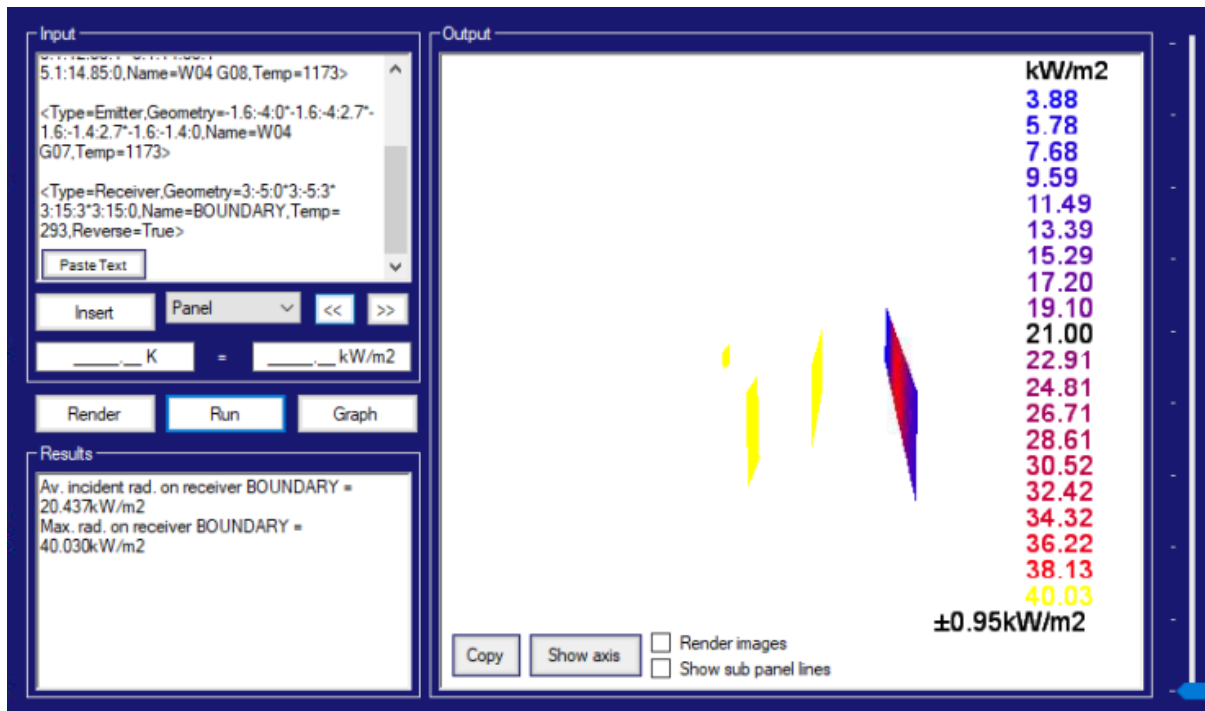 Input
5.1:14.85:0,Name=W04 G08,Temp=1173>
<Type=Emitter,Geometry=-1.6:-4:0*-1.6:-4:2.7*-
1.6:-1.4:2.7*-1.6:-1.4:0,Name=W04
G07,Temp=1173>
<Type=Receiver,Geometry=3:-5:0*3:-5:3*
3:15:3*3:15:0,Name=BOUNDARY,Temp=
293,Reverse=True>
Paste Text
Insert
Panel
<<
>>
_____.__ K
=
_____.__ kW/m2
Render
Run
Graph
Results
Av. incident rad. on receiver BOUNDARY =
20.437kW/m2
Max. rad. on receiver BOUNDARY =
40.030kW/m2
Output
kW/m2
3.88
5.78
7.68
9.59
11.49
13.39
15.29
17.20
19.10
21.00
22.91
24.81
26.71
28.61
30.52
32.42
34.32
36.22
38.13
40.03
±0.95kW/m2
Copy
Show axis
Render images
Show sub panel lines